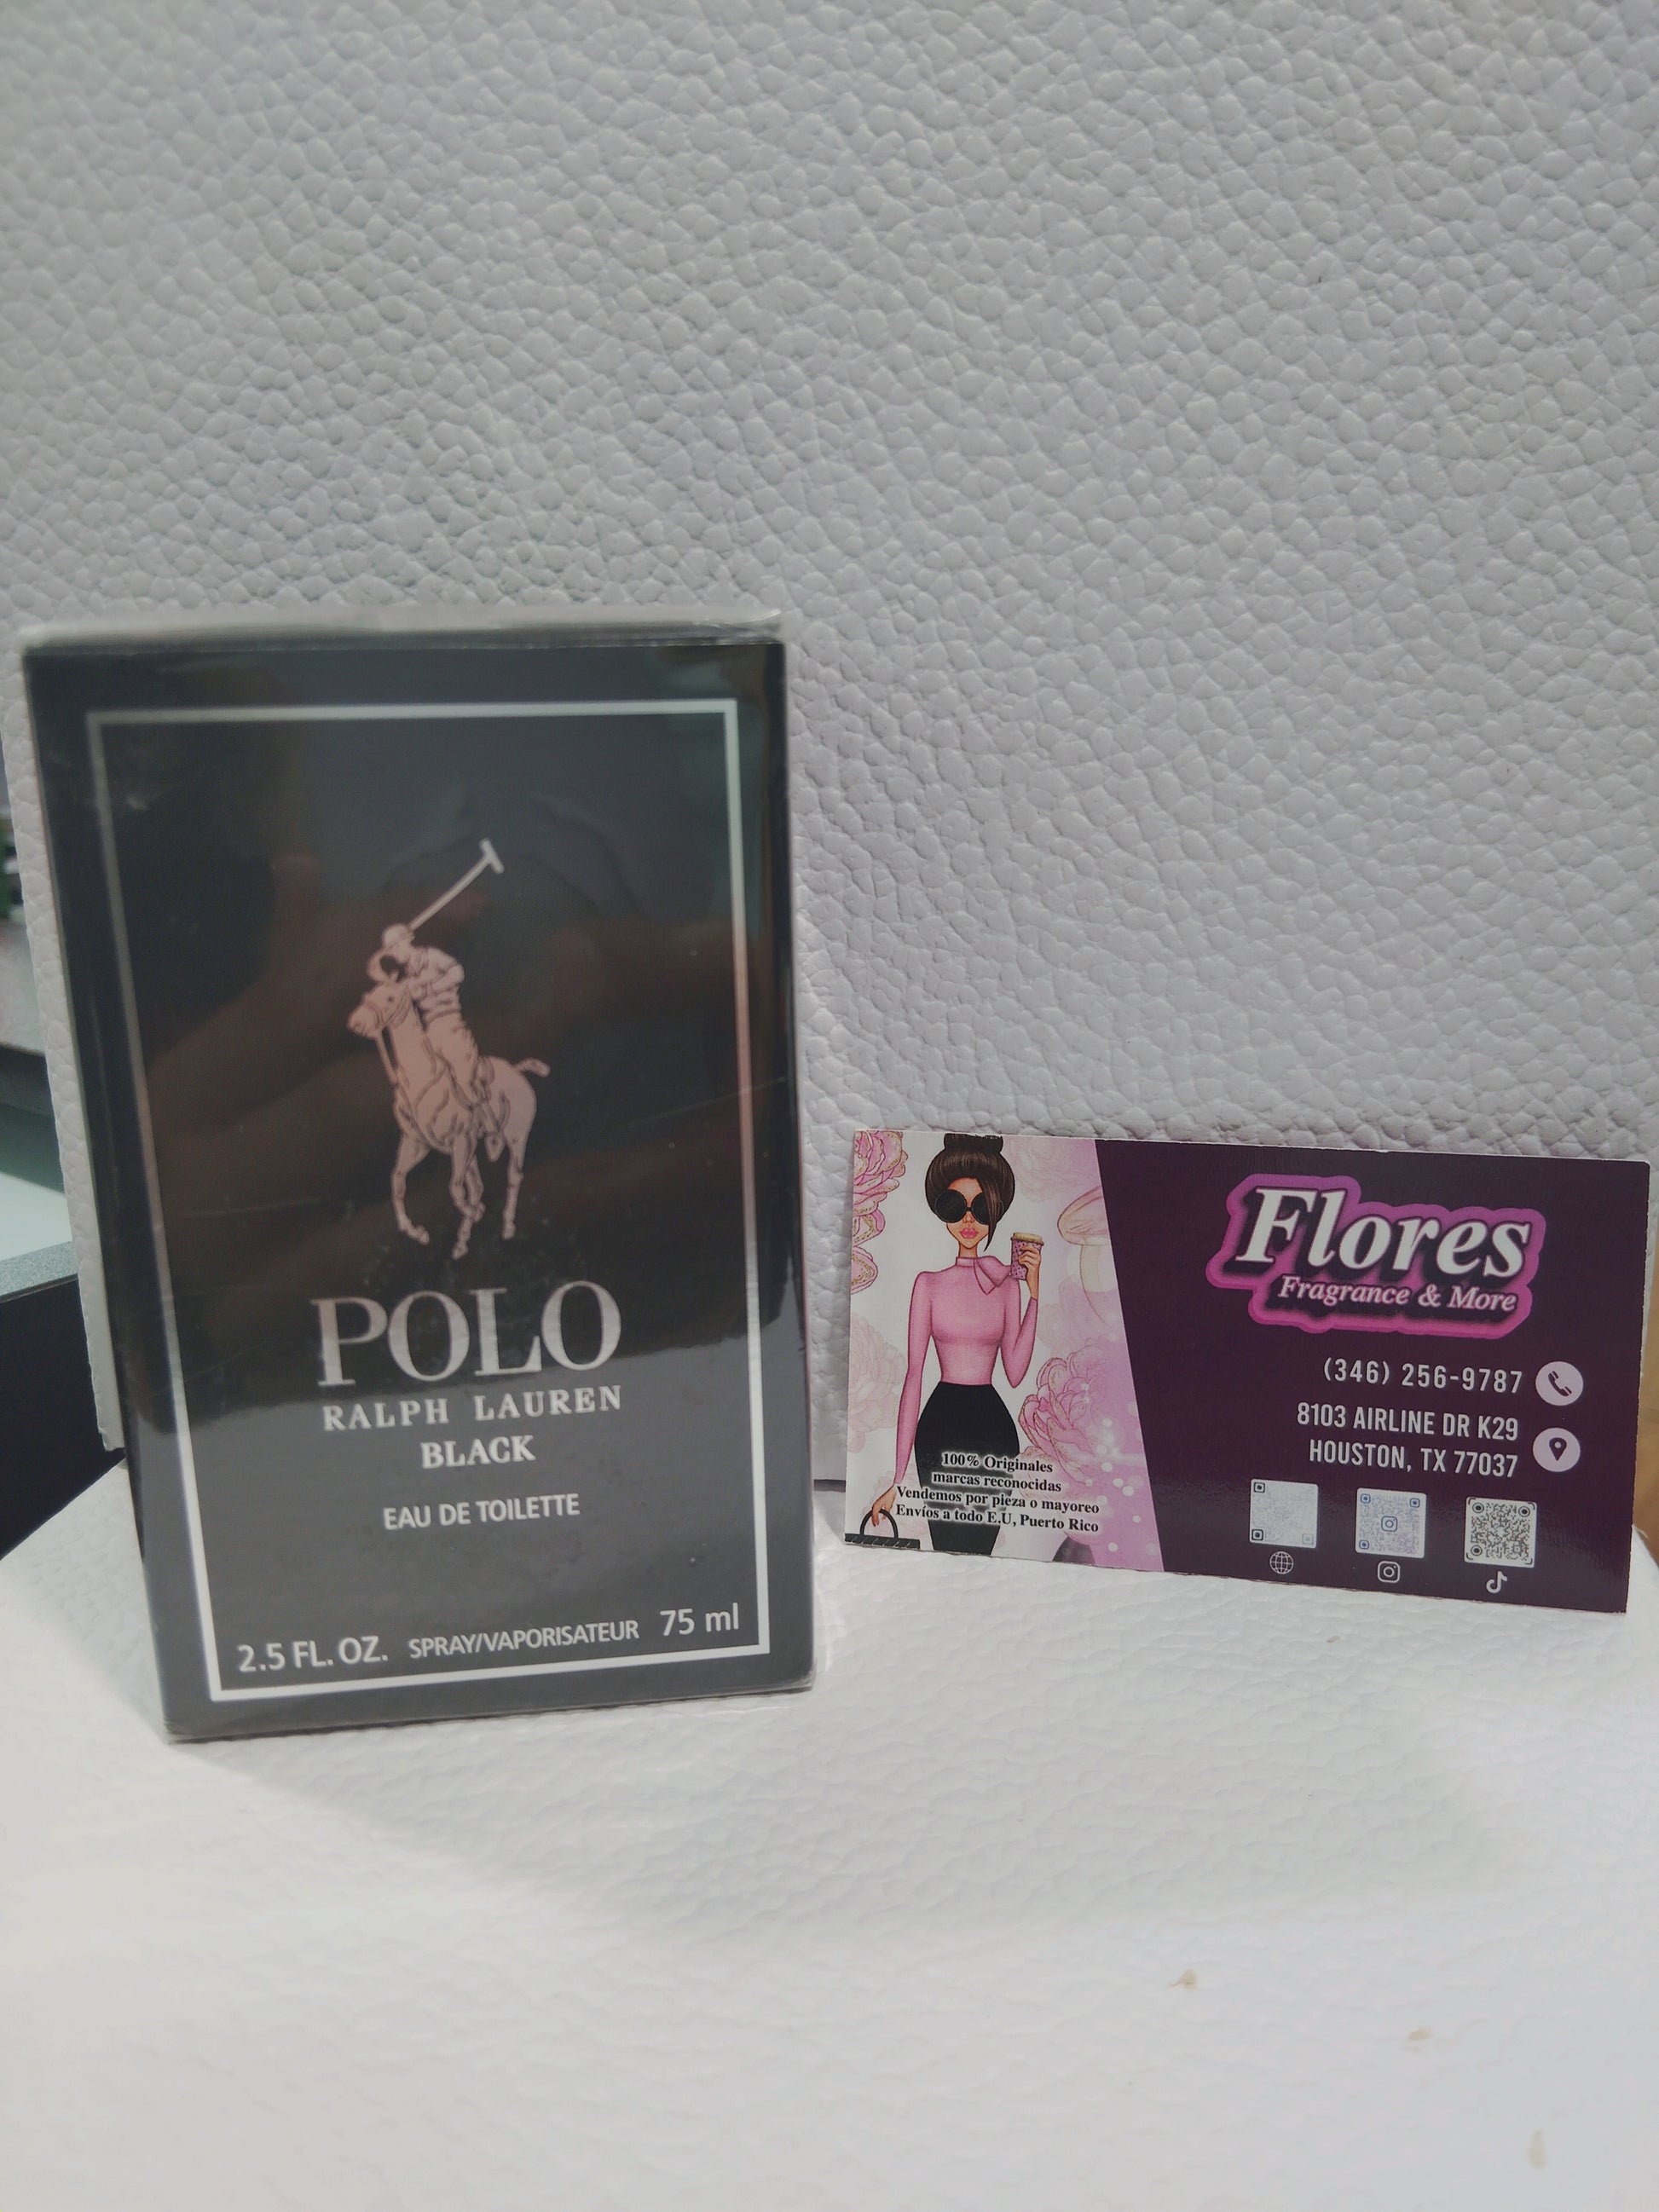 POLO
RALPH LAUREN
BLACK
EAU DE TOILETTE
2.5 FL. OZ. SPRAY/VAPORISATEUR 75 ml
Flores
Fragrance & More
(346) 256-9787
8103 AIRLINE DR K29
HOUSTON, TX 77037
100% Originales
marcas reconocidas
Vendemos por pieza o mayoreo
Envíos a todo E.U, Puerto Rico